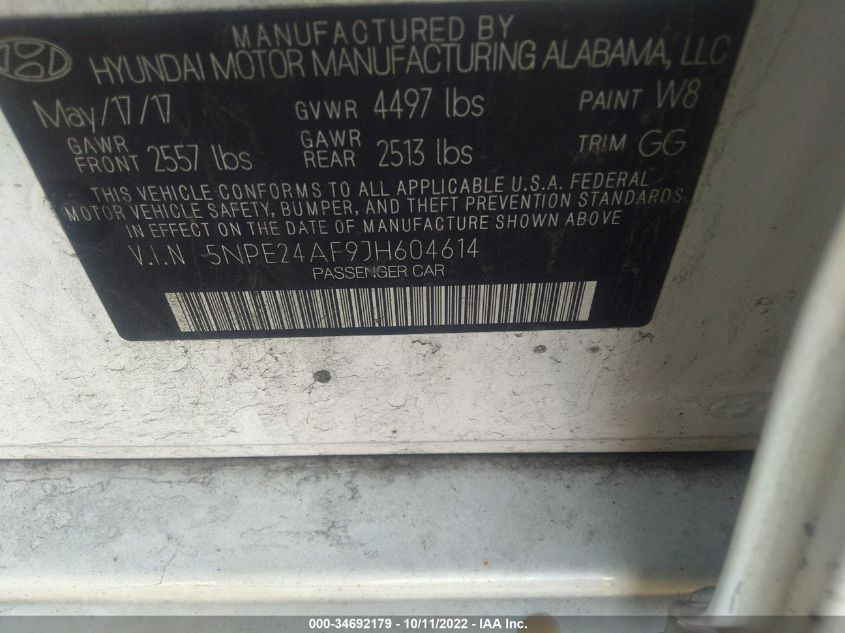 MANUFACTURED BY
HYUNDAI MOTOR MANUFACTURING ALABAMA, LLC
May/17/17 GVWR 4497 lbs PAINT W8
GAWR FRONT 2557 lbs GAWR REAR 2513 lbs TRIM GG
THIS VEHICLE CONFORMS TO ALL APPLICABLE U.S.A. FEDERAL
MOTOR VEHICLE SAFETY, BUMPER, AND THEFT PREVENTION STANDARDS
IN EFFECT ON THE DATE OF MANUFACTURE SHOWN ABOVE
V.I.N 5NPE24AF9JH604614
PASSENGER CAR
000-34692179 - 10/11/2022 - IAA Inc.